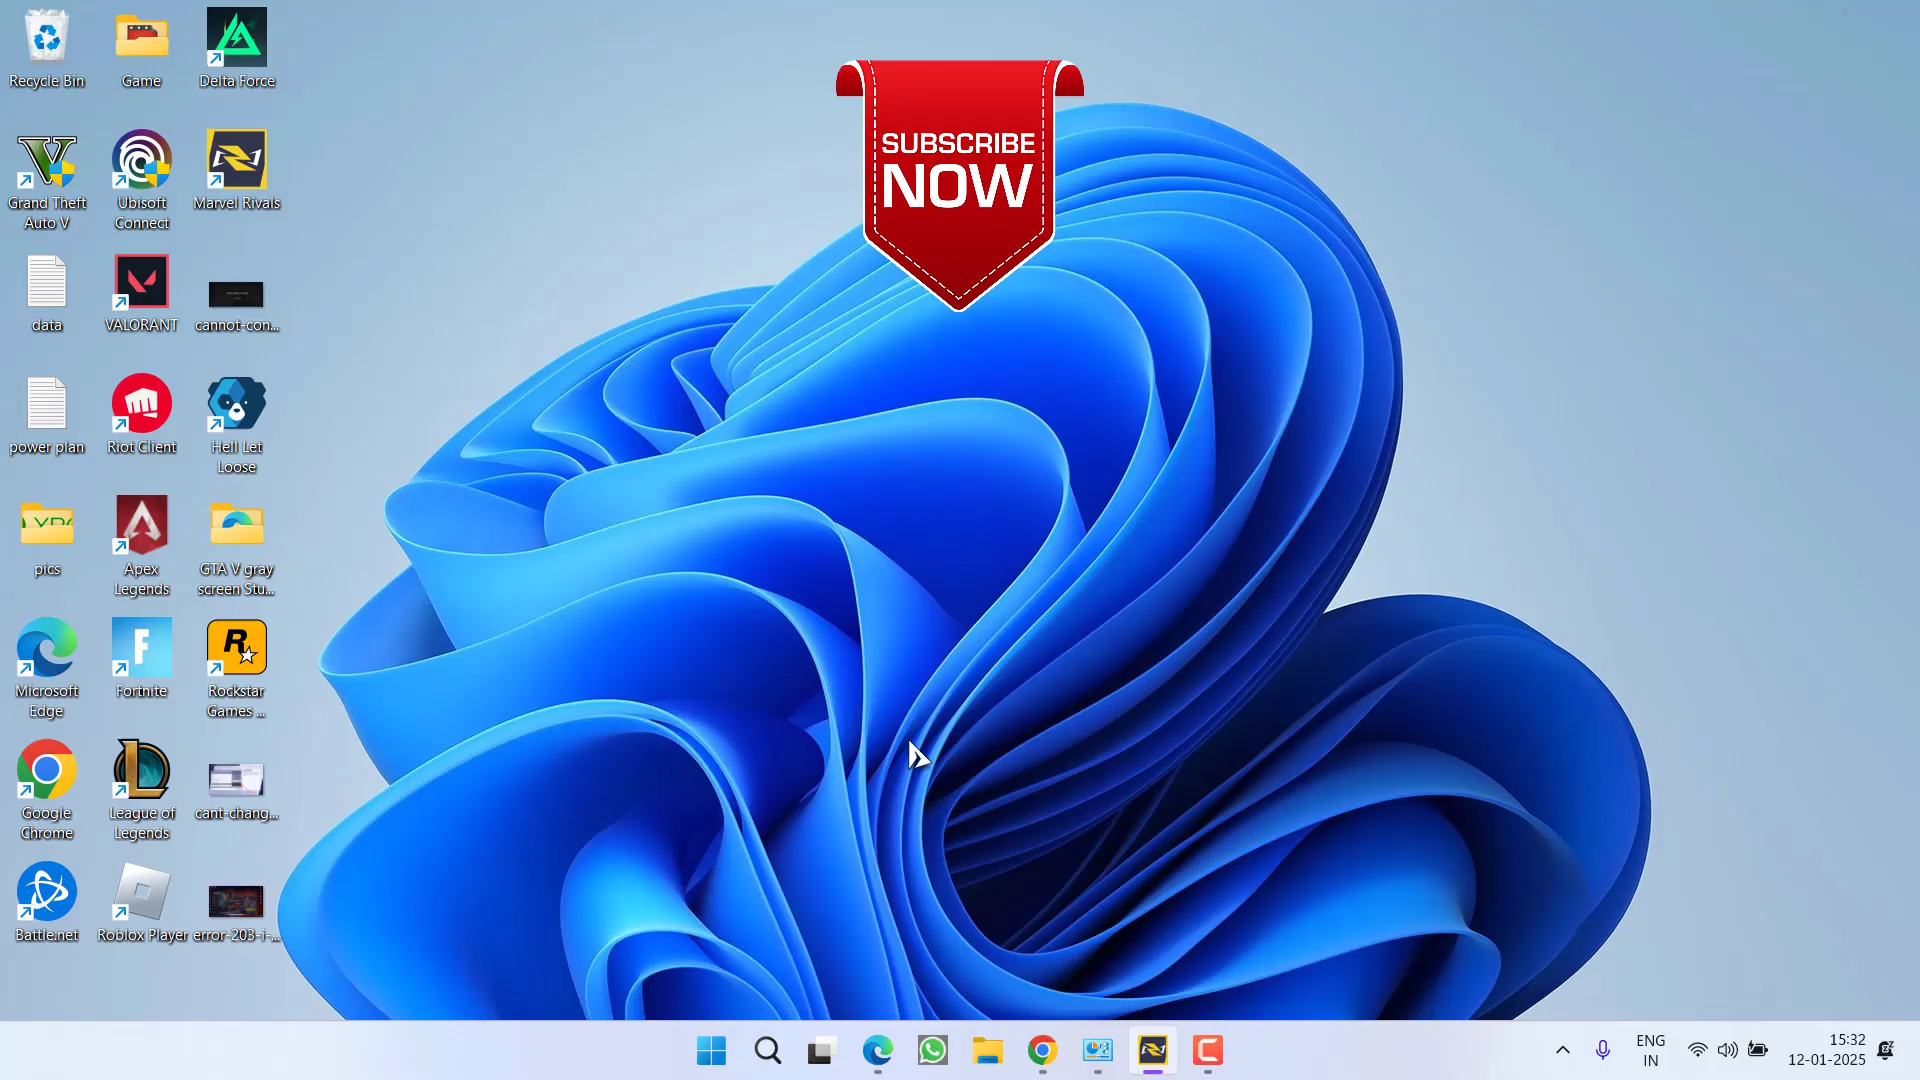 Recycle Bin
Game
Delta Force
Grand Theft
Auto V
Ubisoft
Connect
Marvel Rivals
data
VALORANT
cannot-con...
power plan
Riot Client
Hell Let
Loose
pics
Apex
Legends
GTA V gray
screen Stu...
Microsoft
Edge
Fortnite
Rockstar
Games ...
Google
Chrome
League of
Legends
cant-chang...
Battle.net
Roblox Player
error-203-i-...
SUBSCRIBE
NOW
ENG
IN
15:32
12-01-2025